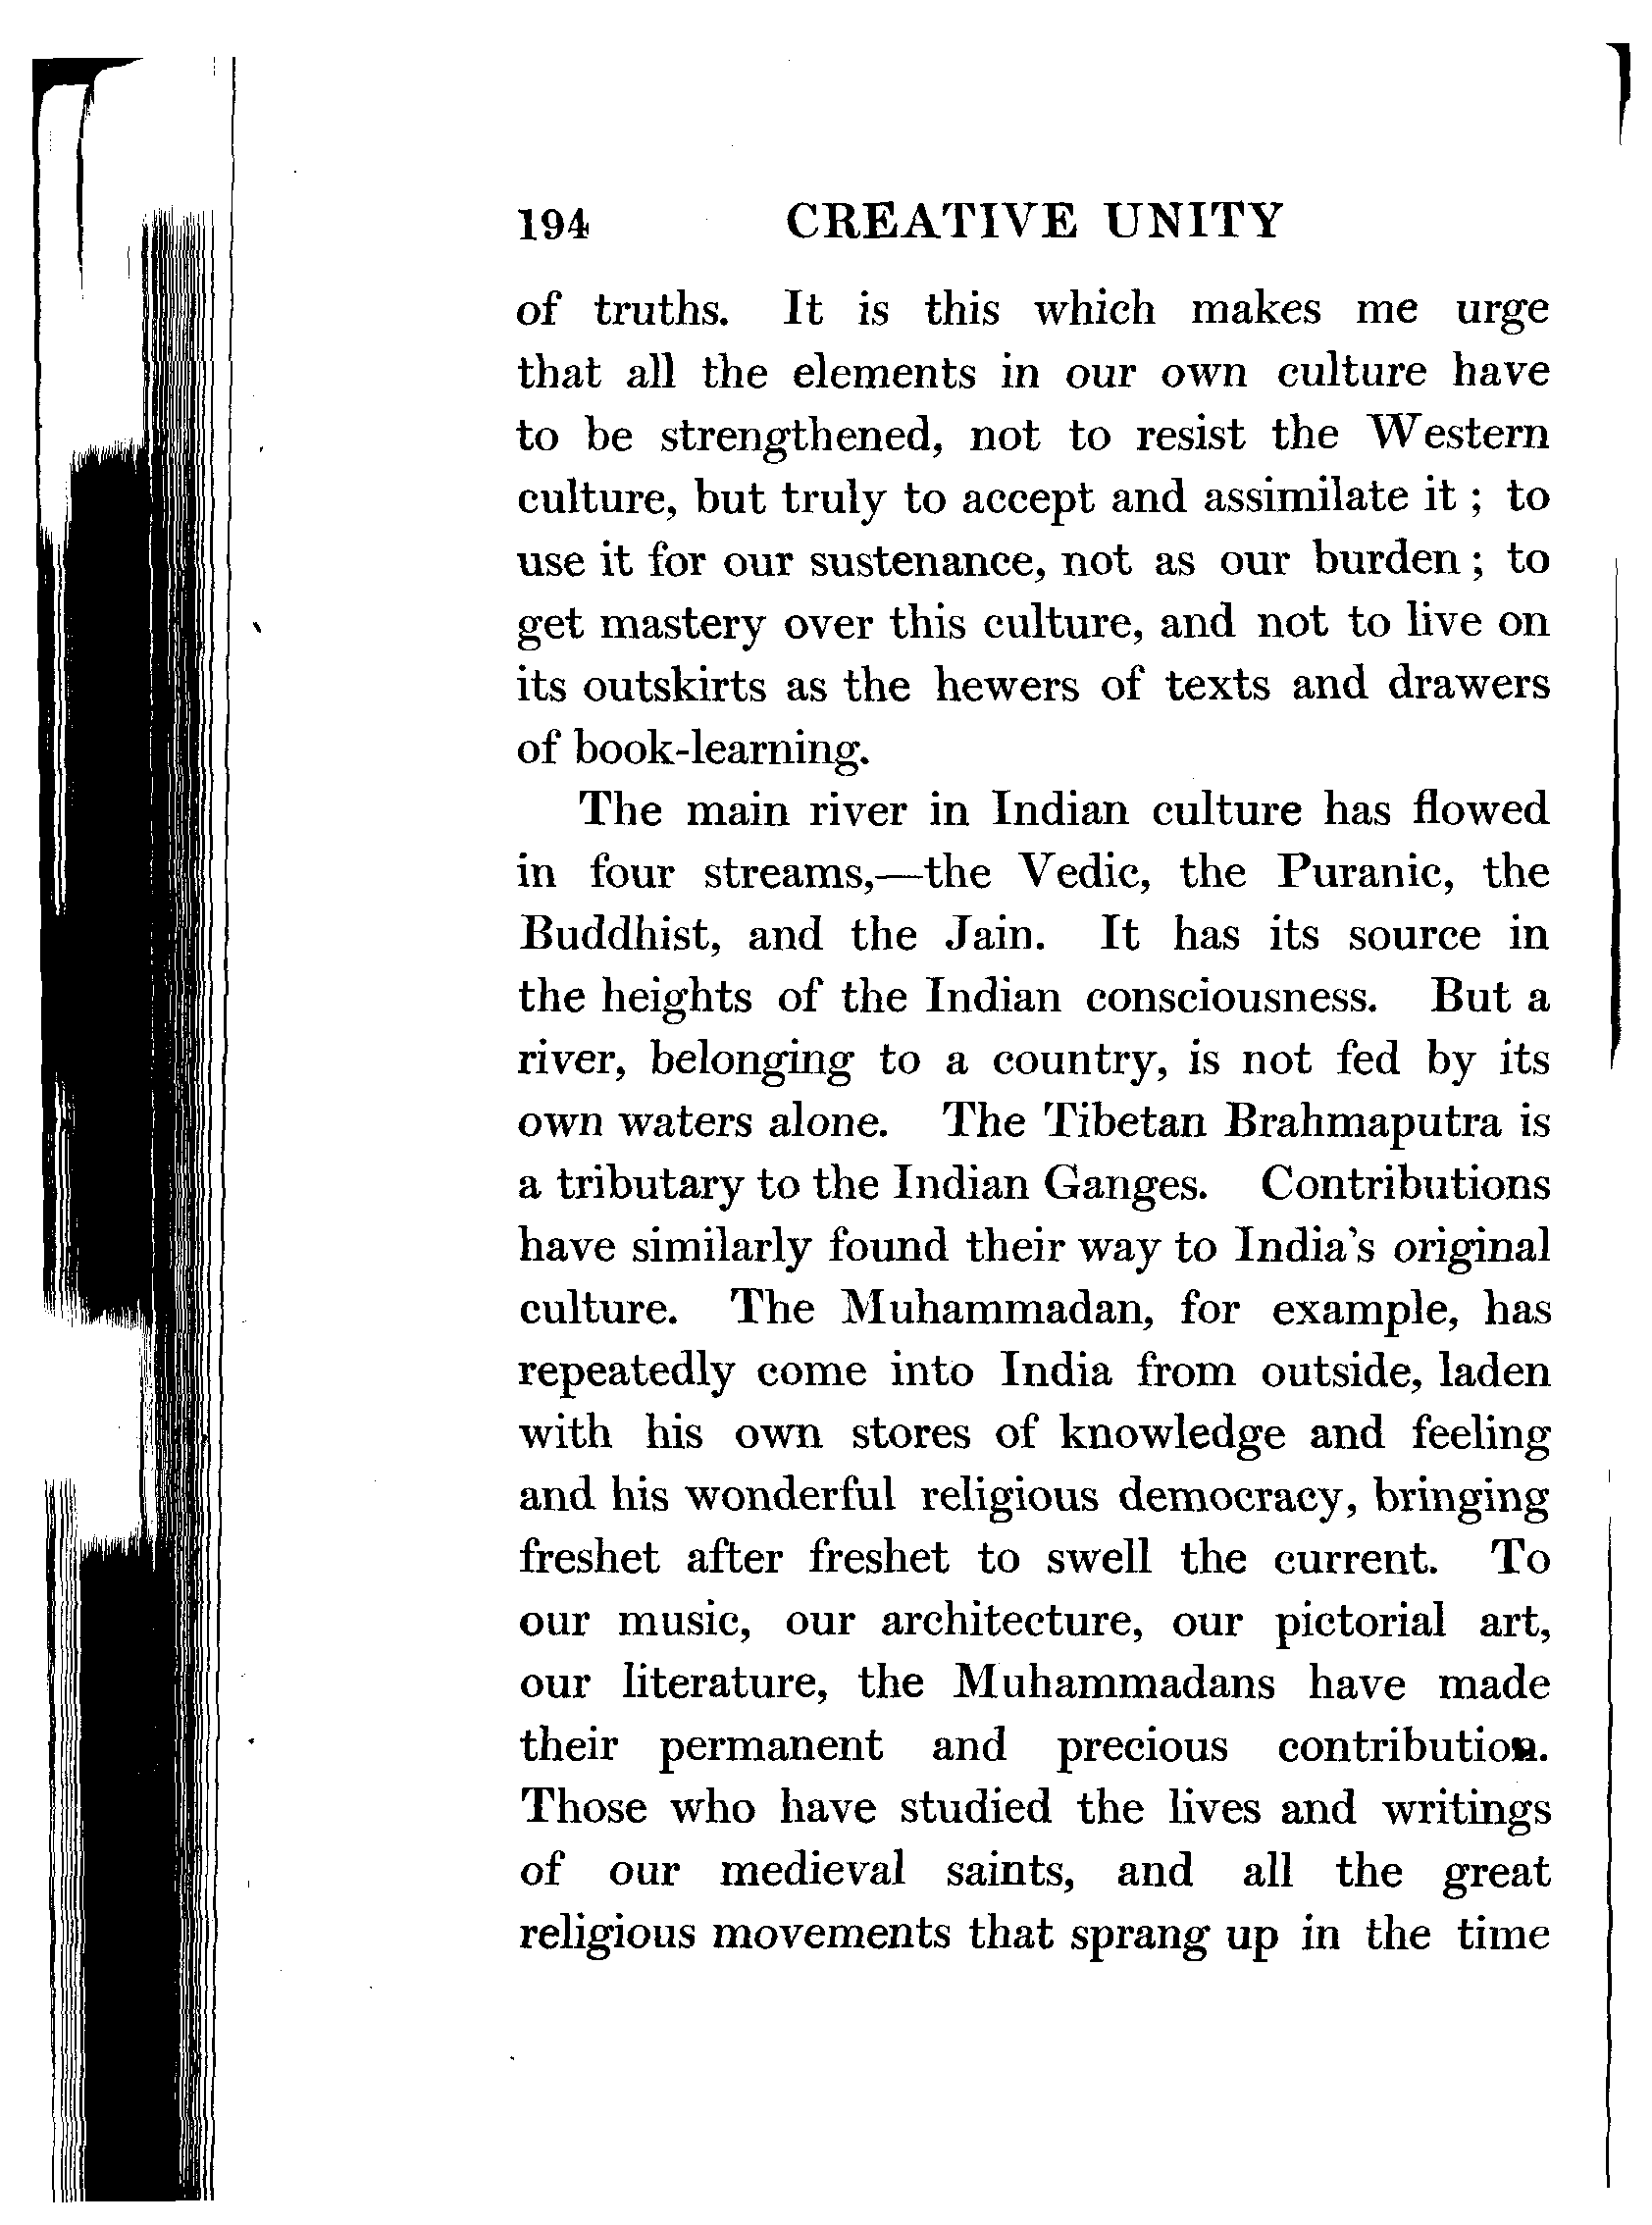 194 CREATIVE UNITY
of truths. It is this which makes me urge
that all the elements in our own culture have
to be strengthened, not to resist the Western
culture, but truly to accept and assimilate it ; to
use it for our sustenance, not as our burden ; to
get mastery over this culture, and not to live on
its outskirts as the hewers of texts and drawers
of book-learning.
The main river in Indian culture has flowed
in four streams,—the Vedic, the Puranic, the
Buddhist, and the Jain. It has its source in
the heights of the Indian consciousness. But a
river, belonging to a country, is not fed by its
own waters alone. The Tibetan Brahmaputra is
a tributary to the Indian Ganges. Contributions
have similarly found their way to India's original
culture. The Muhammadan, for example, has
repeatedly come into India from outside, laden
with his own stores of knowledge and feeling
and his wonderful religious democracy, bringing
freshet after freshet to swell the current. To
our music, our architecture, our pictorial art,
our literature, the Muhammadans have made
their permanent and precious contribution.
Those who have studied the lives and writings
of our medieval saints, and all the great
religious movements that sprang up in the time